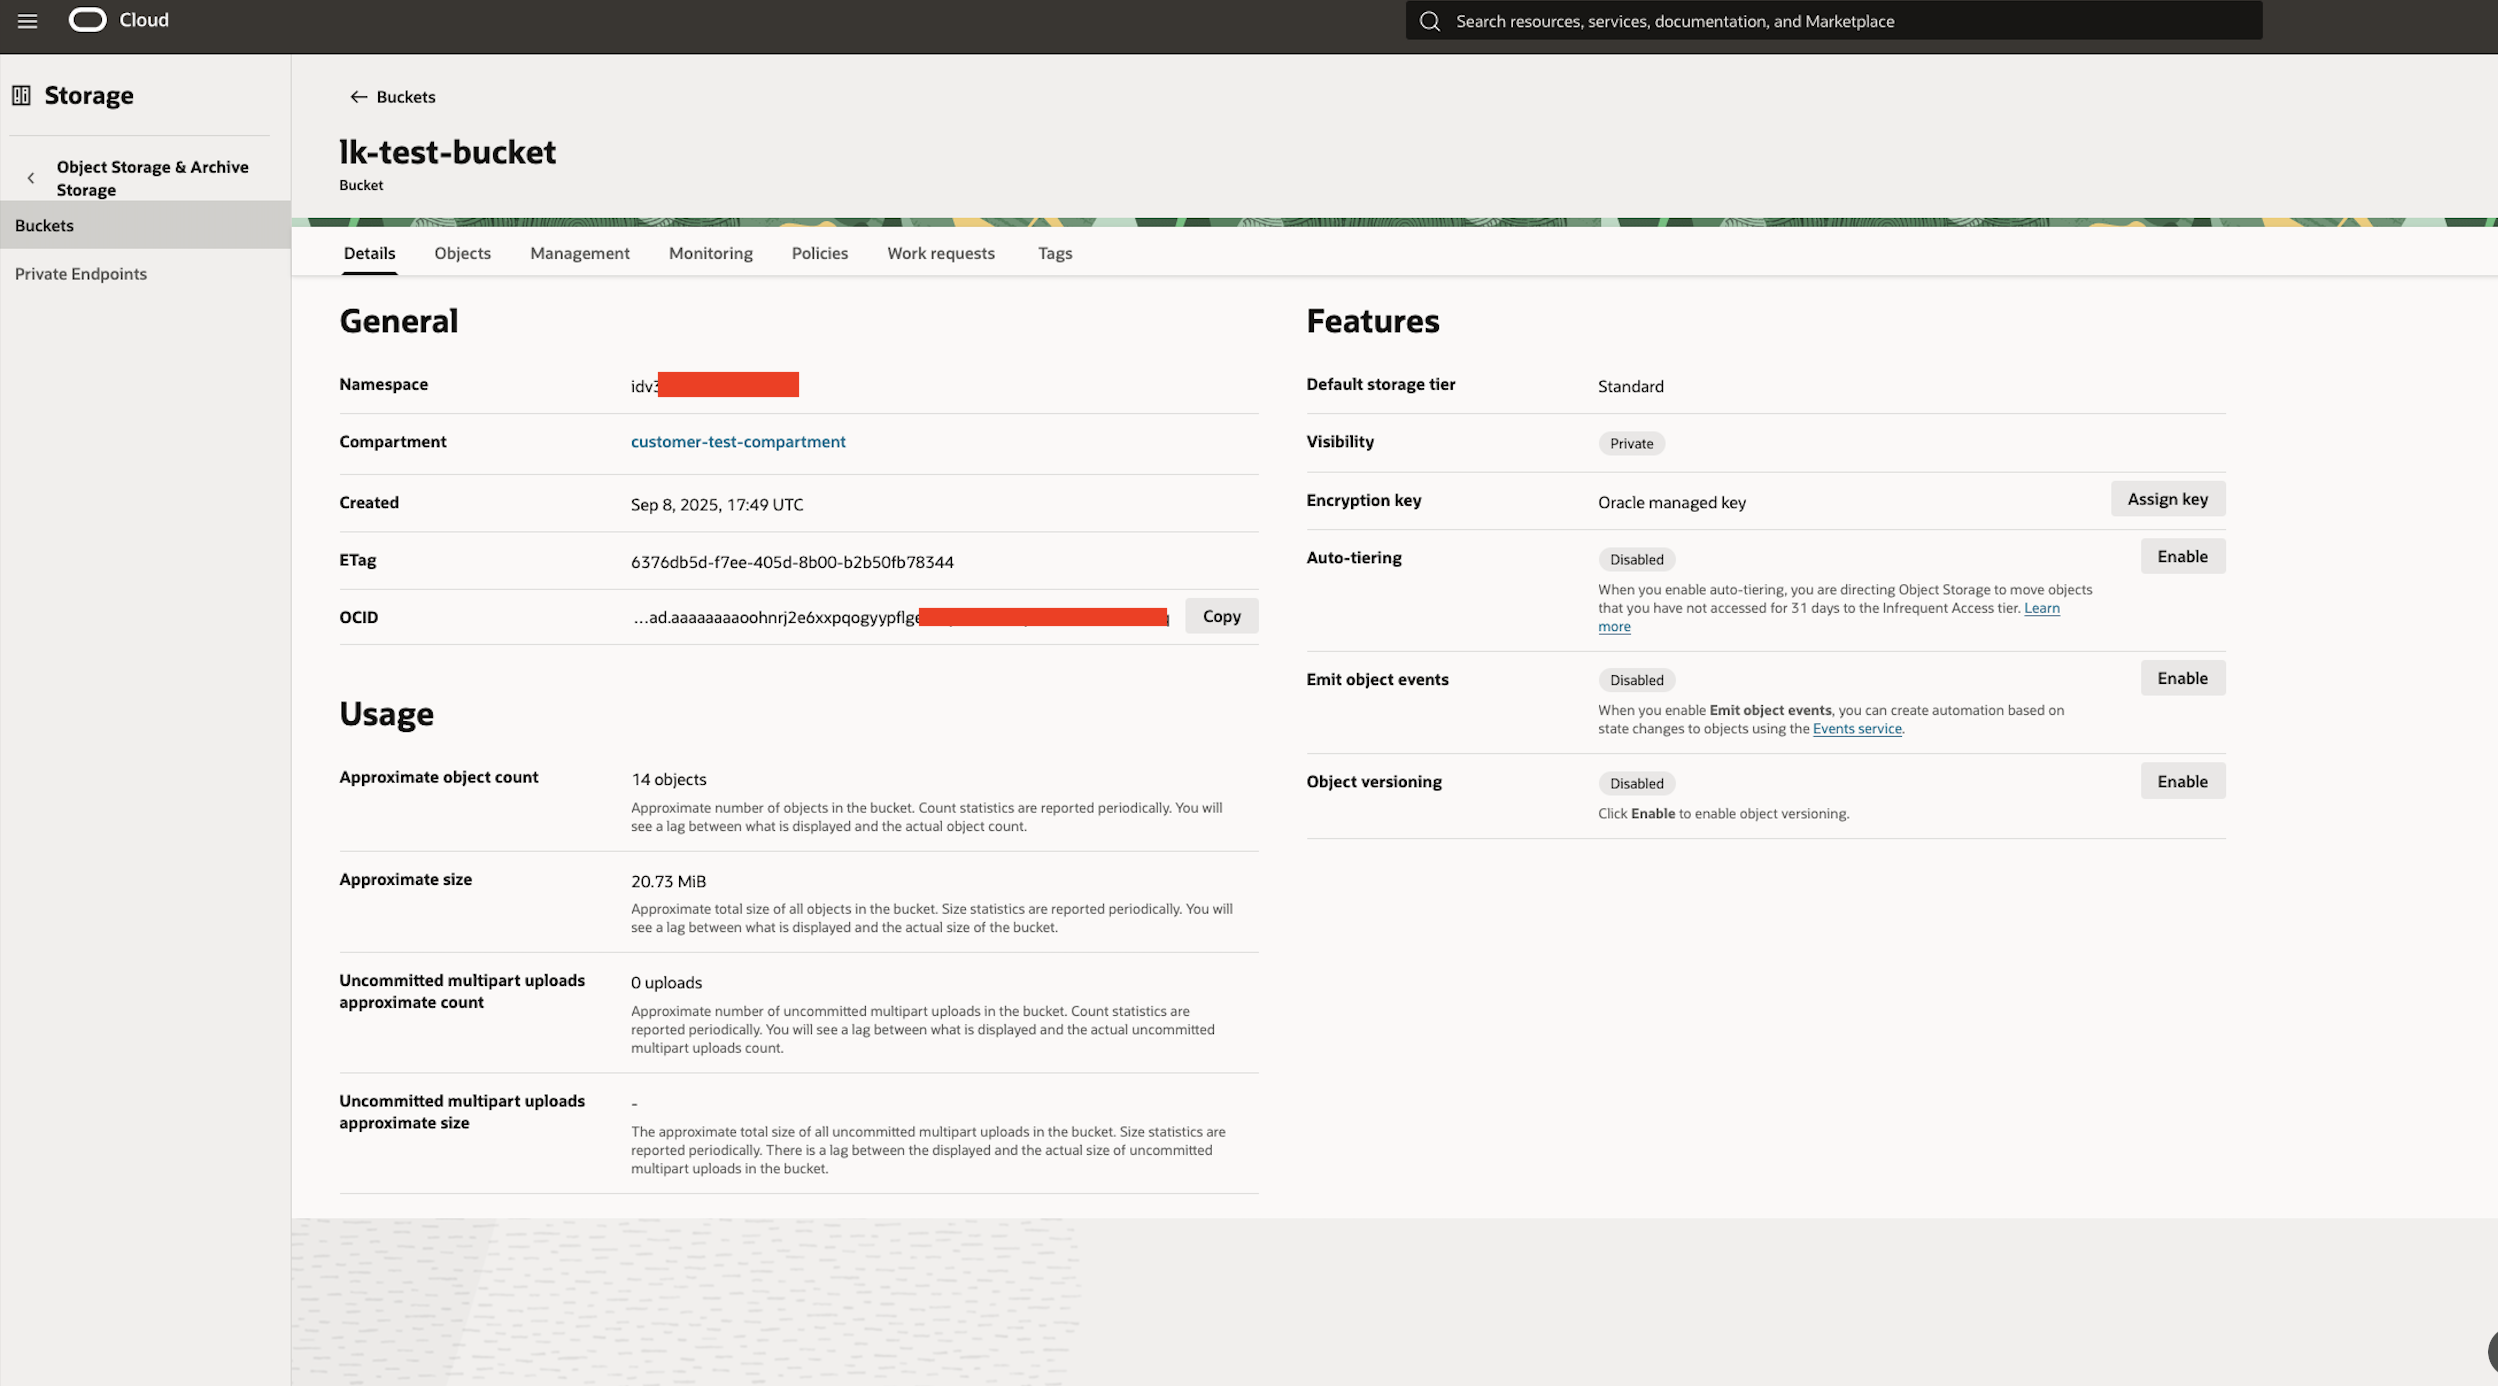 Cloud
Search resources, services, documentation, and Marketplace
Storage
Object Storage & Archive
Storage
Buckets
Private Endpoints
← Buckets
lk-test-bucket
Bucket
Details Objects Management Monitoring Policies Work requests Tags
General
Namespace idv3
Compartment customer-test-compartment
Created Sep 8, 2025, 17:49 UTC
ETag 6376db5d-f7ee-405d-8b00-b2b50fb78344
OCID ...ad.aaaaaaaaoohnrj2e6xxpqogyypflge Copy
Usage
Approximate object count 14 objects
Approximate number of objects in the bucket. Count statistics are reported periodically. You will
see a lag between what is displayed and the actual object count.
Approximate size 20.73 MiB
Approximate total size of all objects in the bucket. Size statistics are reported periodically. You will
see a lag between what is displayed and the actual size of the bucket.
Uncommitted multipart uploads
approximate count
0 uploads
Approximate number of uncommitted multipart uploads in the bucket. Count statistics are
reported periodically. You will see a lag between what is displayed and the actual uncommitted
multipart uploads count.
Uncommitted multipart uploads
approximate size
-
The approximate total size of all uncommitted multipart uploads in the bucket. Size statistics are
reported periodically. There is a lag between the displayed and the actual size of uncommitted
multipart uploads in the bucket.
Features
Default storage tier Standard
Visibility Private
Encryption key Oracle managed key Assign key
Auto-tiering Disabled Enable
When you enable auto-tiering, you are directing Object Storage to move objects
that you have not accessed for 31 days to the Infrequent Access tier. Learn
more
Emit object events Disabled Enable
When you enable Emit object events, you can create automation based on
state changes to objects using the Events service.
Object versioning Disabled Enable
Click Enable to enable object versioning.